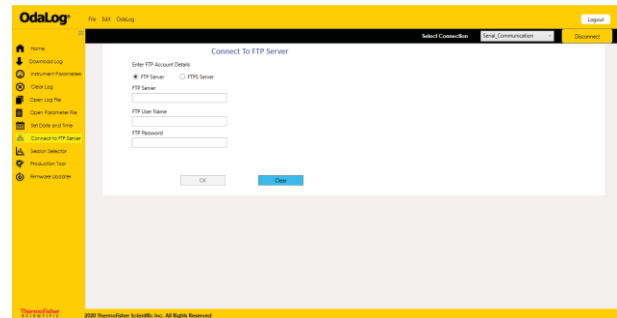 OdaLog®
File Edit OdaLog
Logout
Select Connection Serial_Communication Disconnect
Home
Download Log
Instrument Parameters
Clear Log
Open Log File
Open Parameter File
Set Date and Time
Connect to FTP Server
Session Selector
Production Tool
Firmware Updater
Connect To FTP Server
Enter FTP Account Details
FTP Server FTPS Server
FTP Server
FTP User Name
FTP Password
OK Clear
ThermoFisher
SCIENTIFIC
2020 ThermoFisher Scientific Inc. All Rights Reserved